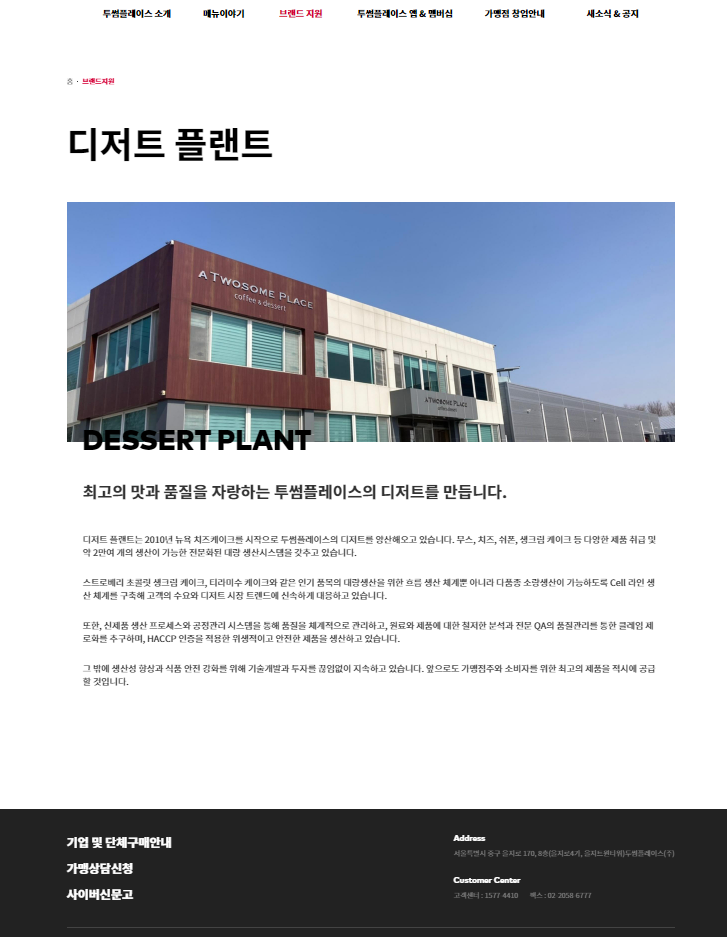 투썸플레이스 소개 메뉴이야기 브랜드 지원 투썸플레이스 앱 & 멤버십 가맹점 창업안내 새소식 & 공지
홈 · 브랜드지원
디저트 플랜트
A TWOSOME PLACE
coffee & dessert
A TWOSOME PLACE
coffee & dessert
DESSERT PLANT
최고의 맛과 품질을 자랑하는 투썸플레이스의 디저트를 만듭니다.
디저트 플랜트는 2010년 뉴욕 치즈케이크를 시작으로 투썸플레이스의 디저트를 양산해오고 있습니다. 무스, 치즈, 쉬폰, 생크림 케이크 등 다양한 제품 취급 및
약 2만여 개의 생산이 가능한 전문화된 대량 생산시스템을 갖추고 있습니다.
스트로베리 초콜릿 생크림 케이크, 티라미수 케이크와 같은 인기 품목의 대량생산을 위한 흐름 생산 체계뿐 아니라 다품종 소량생산이 가능하도록 Cell 라인 생
산 체계를 구축해 고객의 수요와 디저트 시장 트렌드에 신속하게 대응하고 있습니다.
또한, 신제품 생산 프로세스와 공정관리 시스템을 통해 품질을 체계적으로 관리하고, 원료와 제품에 대한 철저한 분석과 전문 QA의 품질관리를 통한 클레임 제
로화를 추구하며, HACCP 인증을 적용한 위생적이고 안전한 제품을 생산하고 있습니다.
그 밖에 생산성 향상과 식품 안전 강화를 위해 기술개발과 투자를 끊임없이 지속하고 있습니다. 앞으로도 가맹점주와 소비자를 위한 최고의 제품을 적시에 공급
할 것입니다.
기업 및 단체구매안내
가맹상담신청
사이버신문고
Address
서울특별시 중구 을지로 170, 8층(을지로4가, 을지트윈타워)투썸플레이스(주)
Customer Center
고객센터 : 1577-4410 팩스 : 02-2058-6777